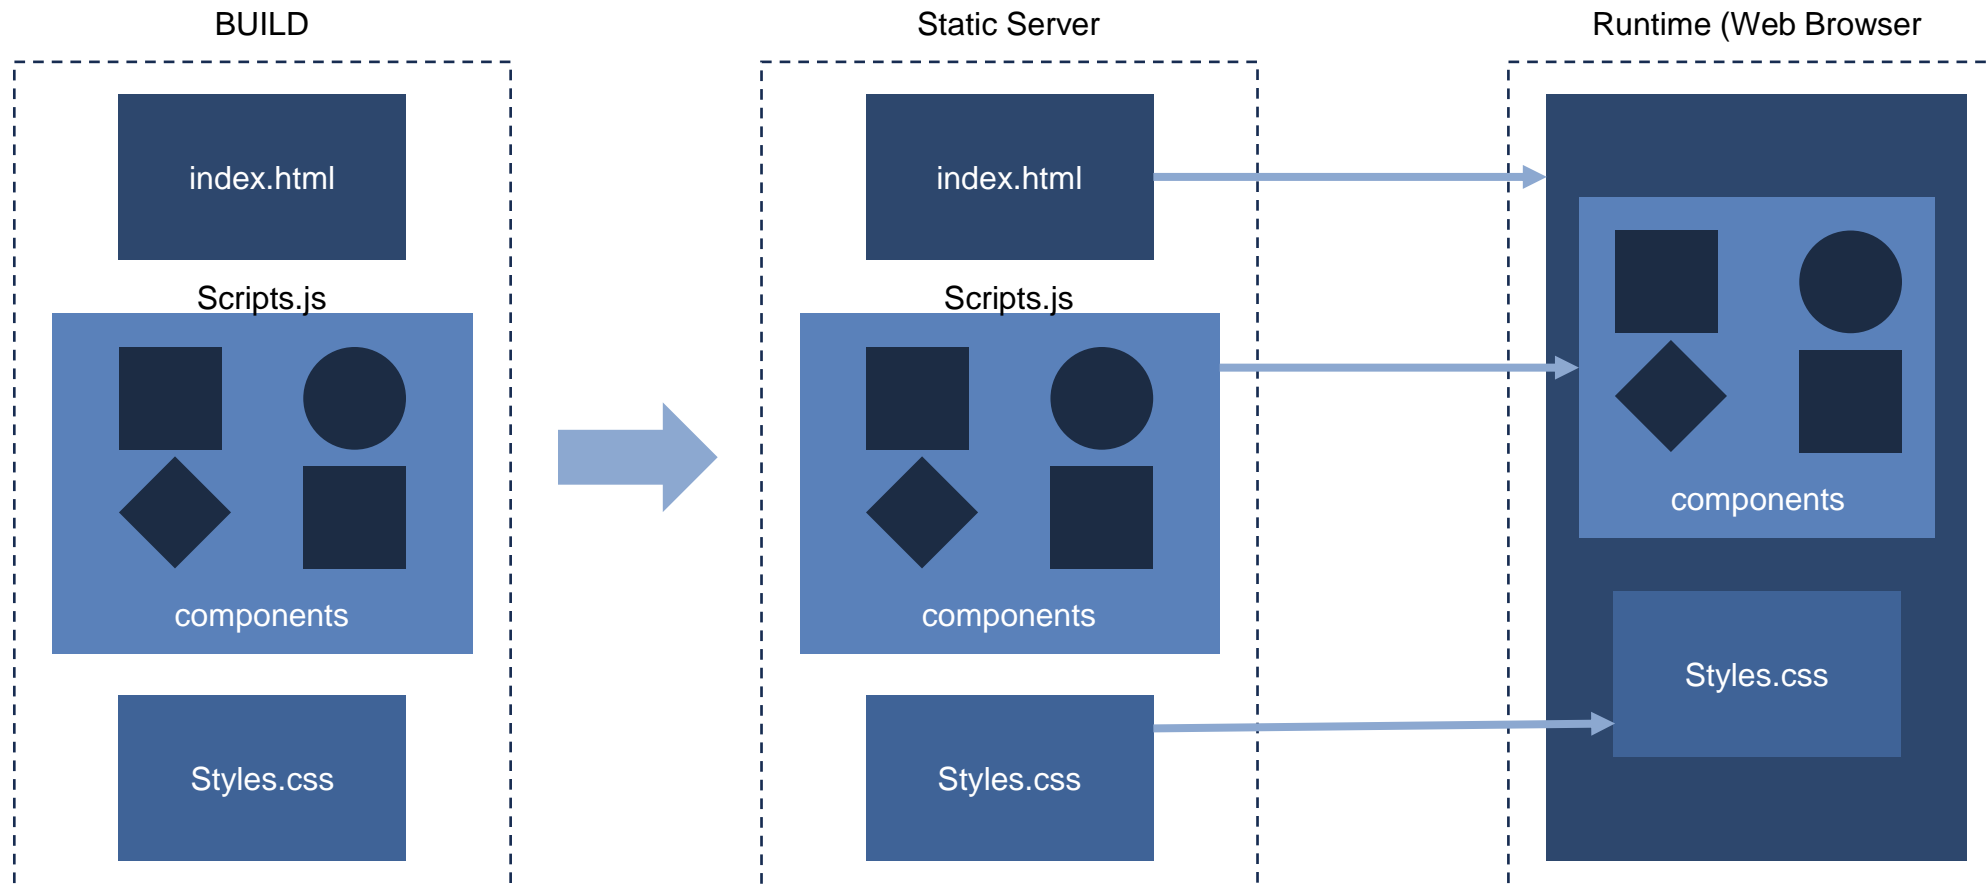 BUILD
index.html
Scripts.js
components
Styles.css
Static Server
index.html
Scripts.js
components
Styles.css
Runtime (Web Browser
components
Styles.css